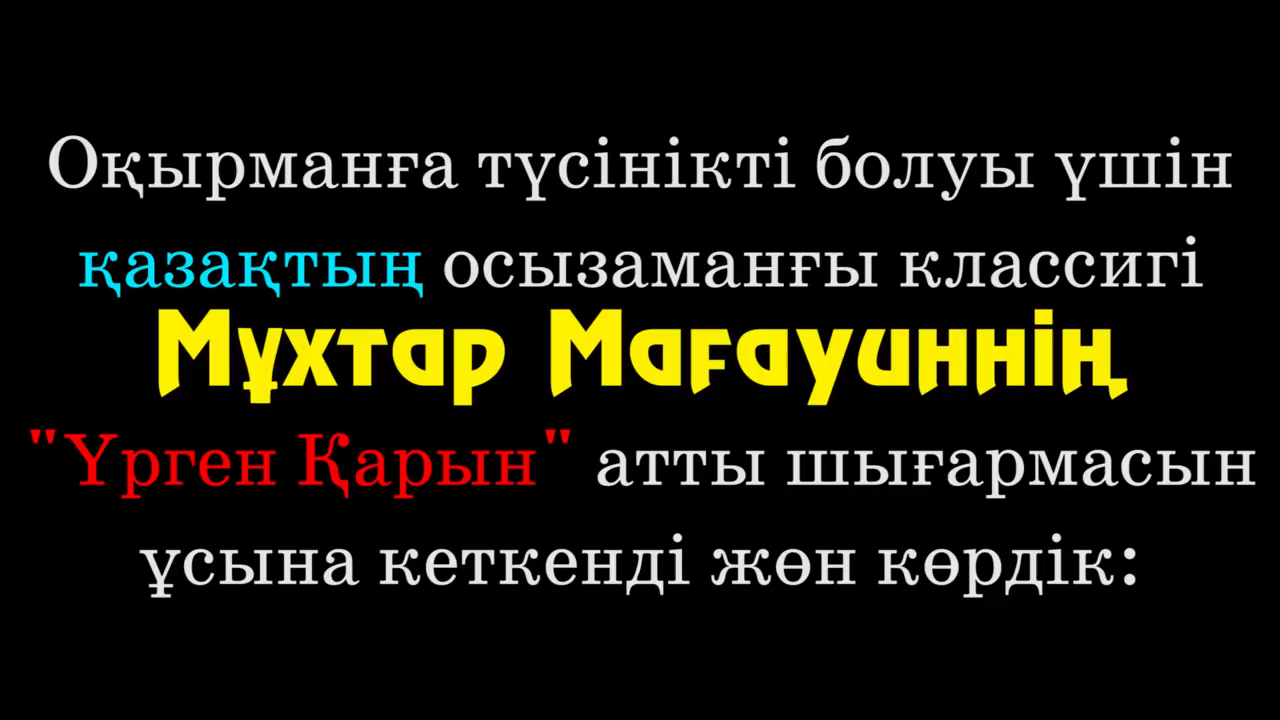 Оқырманға түсінікті болуы үшін
қазақтың осызаманғы классигі
Мұхтар Мағауиннің
"Үрген Қарын" атты шығармасын
ұсына кеткенді жөн көрдік: